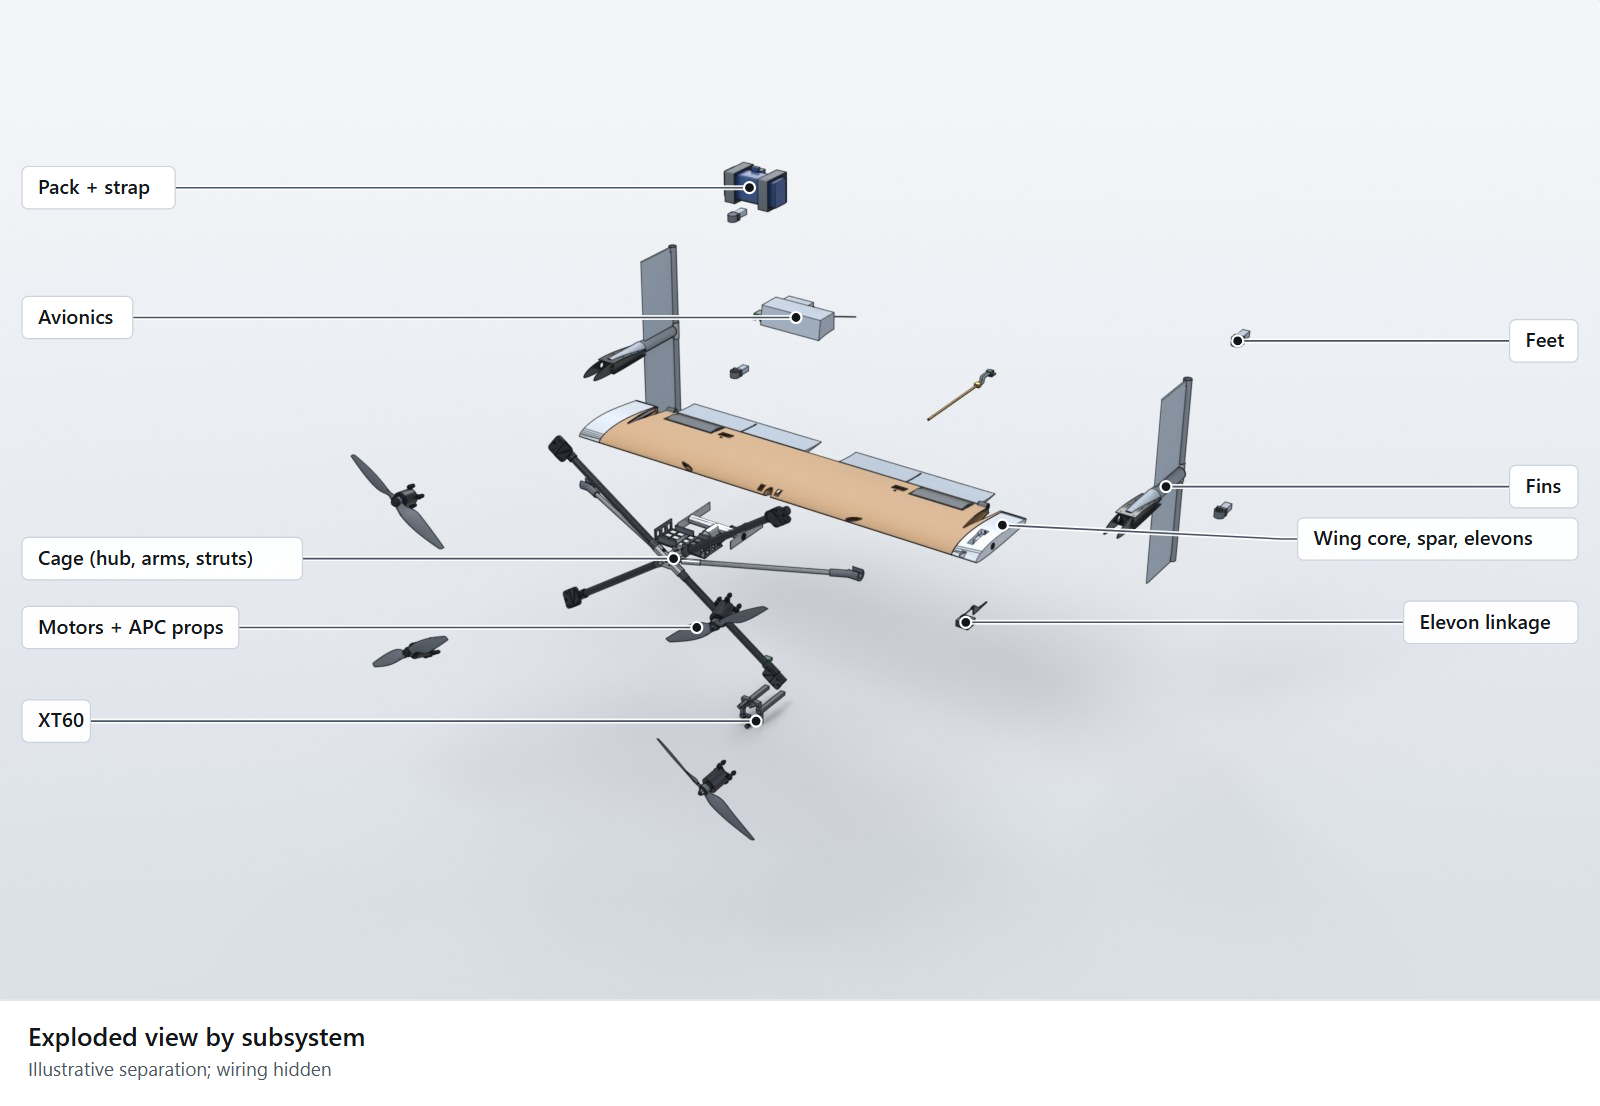 Pack + strap
Avionics
Feet
Fins
Wing core, spar, elevons
Cage (hub, arms, struts)
Elevon linkage
Motors + APC props
XT60
Exploded view by subsystem
Illustrative separation; wiring hidden